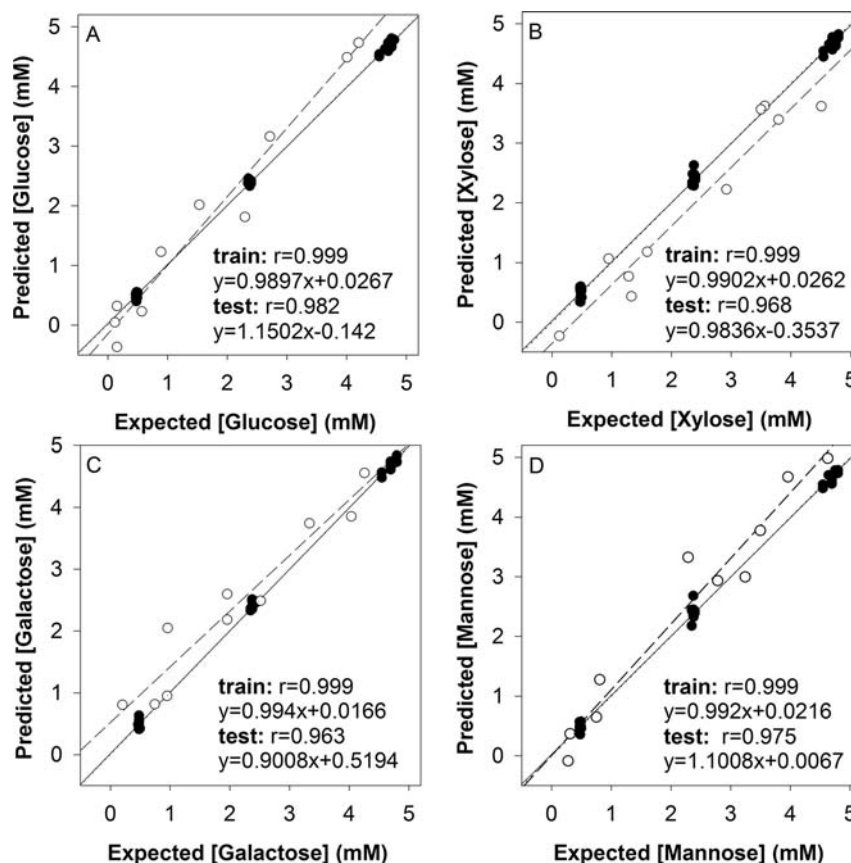 A
Predicted [Glucose] (mM)
5
4
3
2
1
0
train: r=0.999
y=0.9897x+0.0267
test: r=0.982
y=1.1502x-0.142
0 1 2 3 4 5
Expected [Glucose] (mM)
B
Predicted [Xylose] (mM)
5
4
3
2
1
0
train: r=0.999
y=0.9902x+0.0262
test: r=0.968
y=0.9836x-0.3537
0 1 2 3 4 5
Expected [Xylose] (mM)
C
Predicted [Galactose] (mM)
5
4
3
2
1
0
train: r=0.999
y=0.994x+0.0166
test: r=0.963
y=0.9008x+0.5194
0 1 2 3 4 5
Expected [Galactose] (mM)
D
Predicted [Mannose] (mM)
5
4
3
2
1
0
train: r=0.999
y=0.992x+0.0216
test: r=0.975
y=1.1008x+0.0067
0 1 2 3 4 5
Expected [Mannose] (mM)